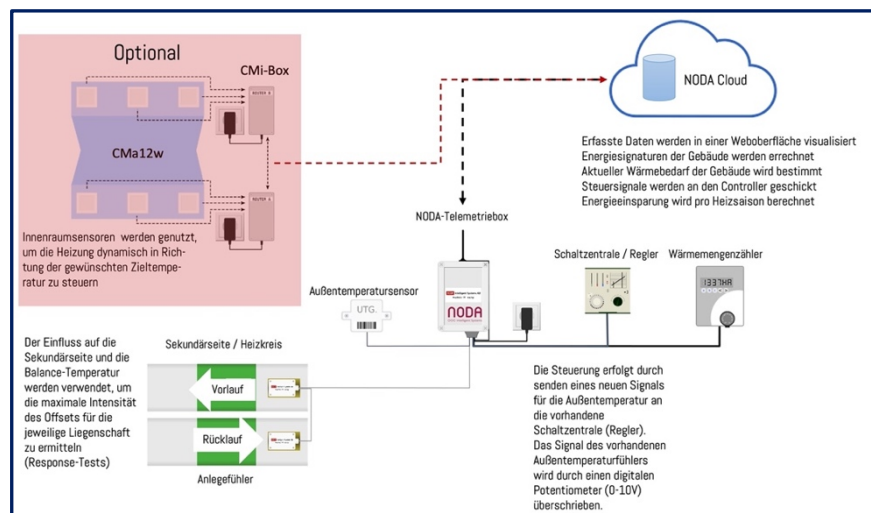 Optional
CMi-Box
ROUTER A
CMa12w
ROUTER A
Innenraumsensoren werden genutzt,
um die Heizung dynamisch in Rich-
tung der gewünschten Zieltempe-
ratur zu steuern
NODA Cloud
Erfasste Daten werden in einer Weboberfläche visualisiert
Energiesignaturen der Gebäude werden errechnet
Aktueller Wärmebedarf der Gebäude wird bestimmt
Steuersignale werden an den Controller geschickt
Energieeinsparung wird pro Heizsaison berechnet
NODA-Telemetriebox
Schaltzentrale / Regler
Wärmemengenzähler
Außentemperatursensor
UTG.
NODA
1337HA
Der Einfluss auf die
Sekundärseite und die
Balance-Temperatur
werden verwendet, um
die maximale Intensität
des Offsets für die
jeweilige Liegenschaft
zu ermitteln
(Response-Tests)
Sekundärseite / Heizkreis
Vorlauf
Rücklauf
Anlegefühler
Die Steuerung erfolgt durch
senden eines neuen Signals
für die Außentemperatur an
die vorhandene
Schaltzentrale (Regler).
Das Signal des vorhandenen
Außentemperaturfühlers
wird durch einen digitalen
Potentiometer (0-10V)
überschrieben.